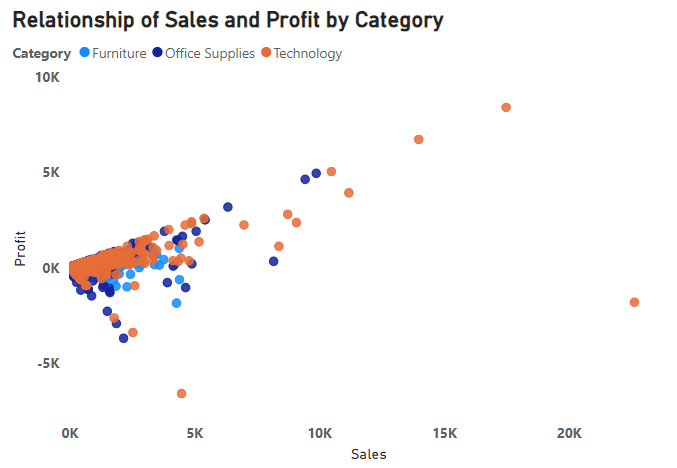 Relationship of Sales and Profit by Category
Category Furniture Office Supplies Technology
10K
5K
0K
-5K
Profit
0K 5K 10K 15K 20K
Sales